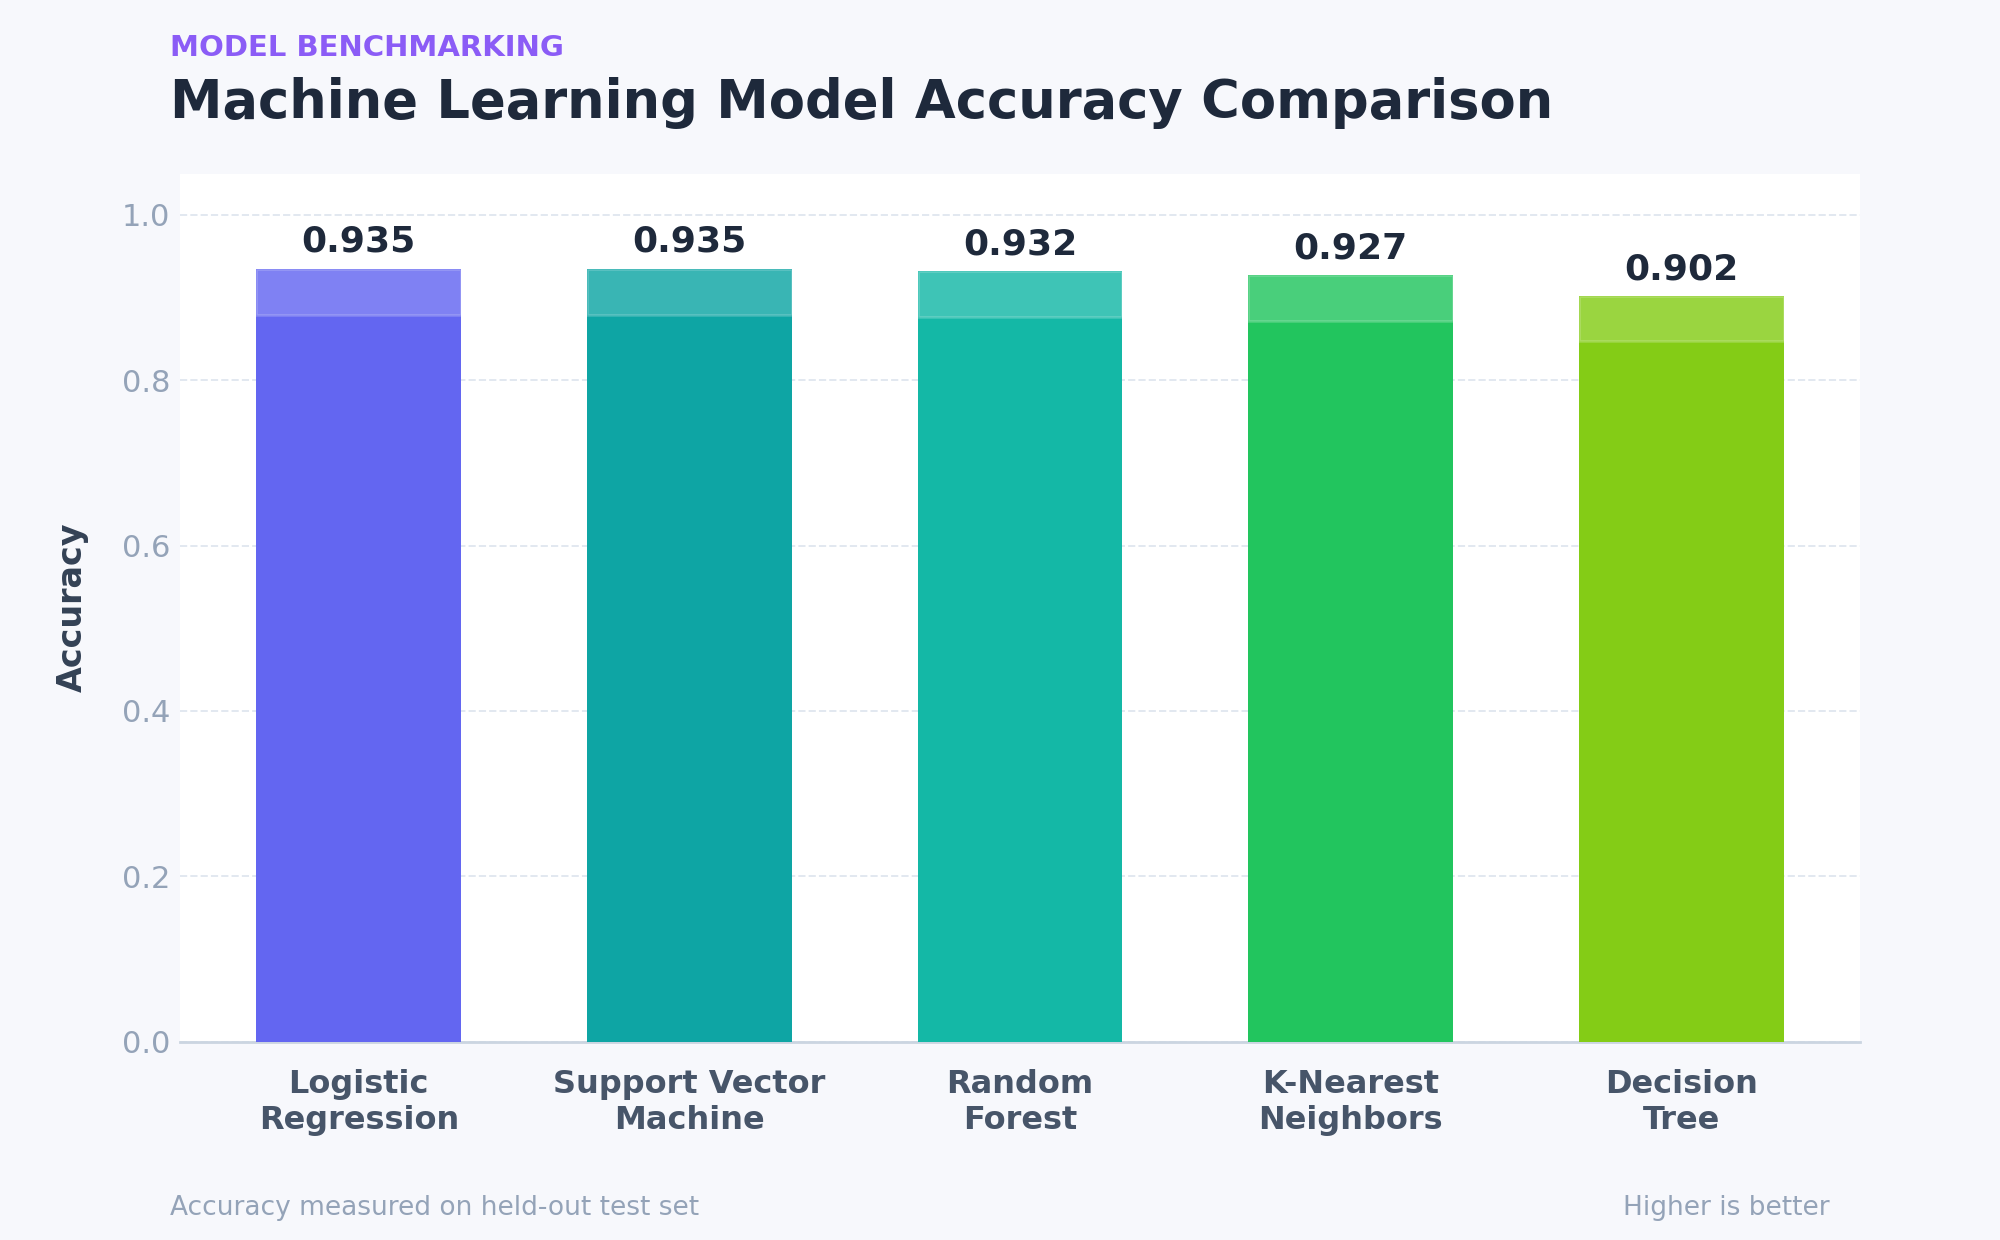 MODEL BENCHMARKING
Machine Learning Model Accuracy Comparison
1.0
0.8
0.6
0.4
0.2
0.0
Accuracy
0.935
0.935
0.932
0.927
0.902
Logistic
Regression
Support Vector
Machine
Random
Forest
K-Nearest
Neighbors
Decision
Tree
Accuracy measured on held-out test set
Higher is better